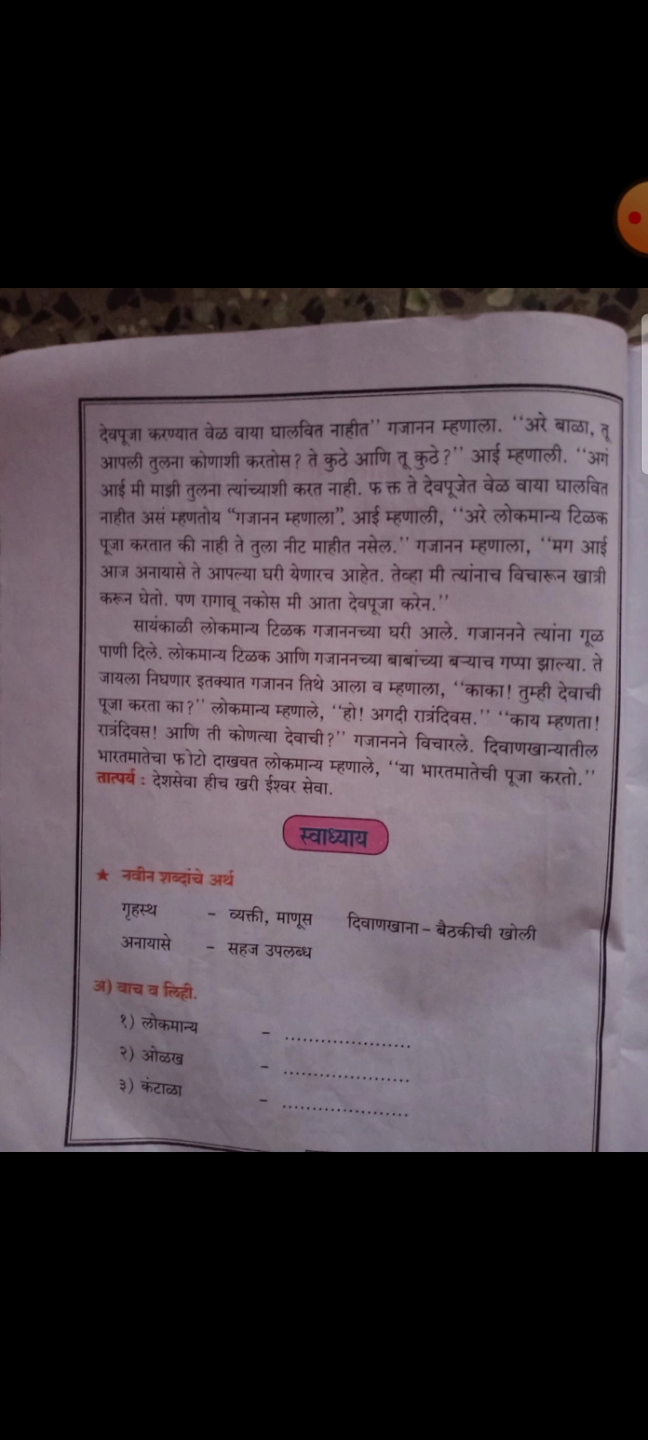 देवपूजा करण्यात वेळ वाया घालवित नाहीत'' गजानन म्हणाला. ''अरे बाळा, तू
आपली तुलना कोणाशी करतोस? ते कुठे आणि तू कुठे?'' आई म्हणाली. ''अगं
आई मी माझी तुलना त्यांच्याशी करत नाही. फ क्त ते देवपूजेत वेळ वाया घालवित
नाहीत असं म्हणतोय "गजानन म्हणाला". आई म्हणाली, ''अरे लोकमान्य टिळक
पूजा करतात की नाही ते तुला नीट माहीत नसेल.'' गजानन म्हणाला, ''मग आई
आज अनायासे ते आपल्या घरी येणारच आहेत. तेव्हा मी त्यांनाच विचारून खात्री
करून घेतो. पण रागावू नकोस मी आता देवपूजा करेन.''
सायंकाळी लोकमान्य टिळक गजाननच्या घरी आले. गजाननने त्यांना गूळ
पाणी दिले. लोकमान्य टिळक आणि गजाननच्या बाबांच्या बऱ्याच गप्पा झाल्या. ते
जायला निघणार इतक्यात गजानन तिथे आला व म्हणाला, ''काका! तुम्ही देवाची
पूजा करता का?'' लोकमान्य म्हणाले, ''हो! अगदी रात्रंदिवस.'' ''काय म्हणता!
रात्रंदिवस! आणि ती कोणत्या देवाची?'' गजाननने विचारले. दिवाणखान्यातील
भारतमातेचा फोटो दाखवत लोकमान्य म्हणाले, ''या भारतमातेची पूजा करतो.''
तात्पर्य : देशसेवा हीच खरी ईश्वर सेवा.
स्वाध्याय
★ नवीन शब्दांचे अर्थ
गृहस्थ - व्यक्ती, माणूस दिवाणखाना - बैठकीची खोली
अनायासे - सहज उपलब्ध
अ) वाच व लिही.
१) लोकमान्य - .....................
२) ओळख - .....................
३) कंटाळा - .....................